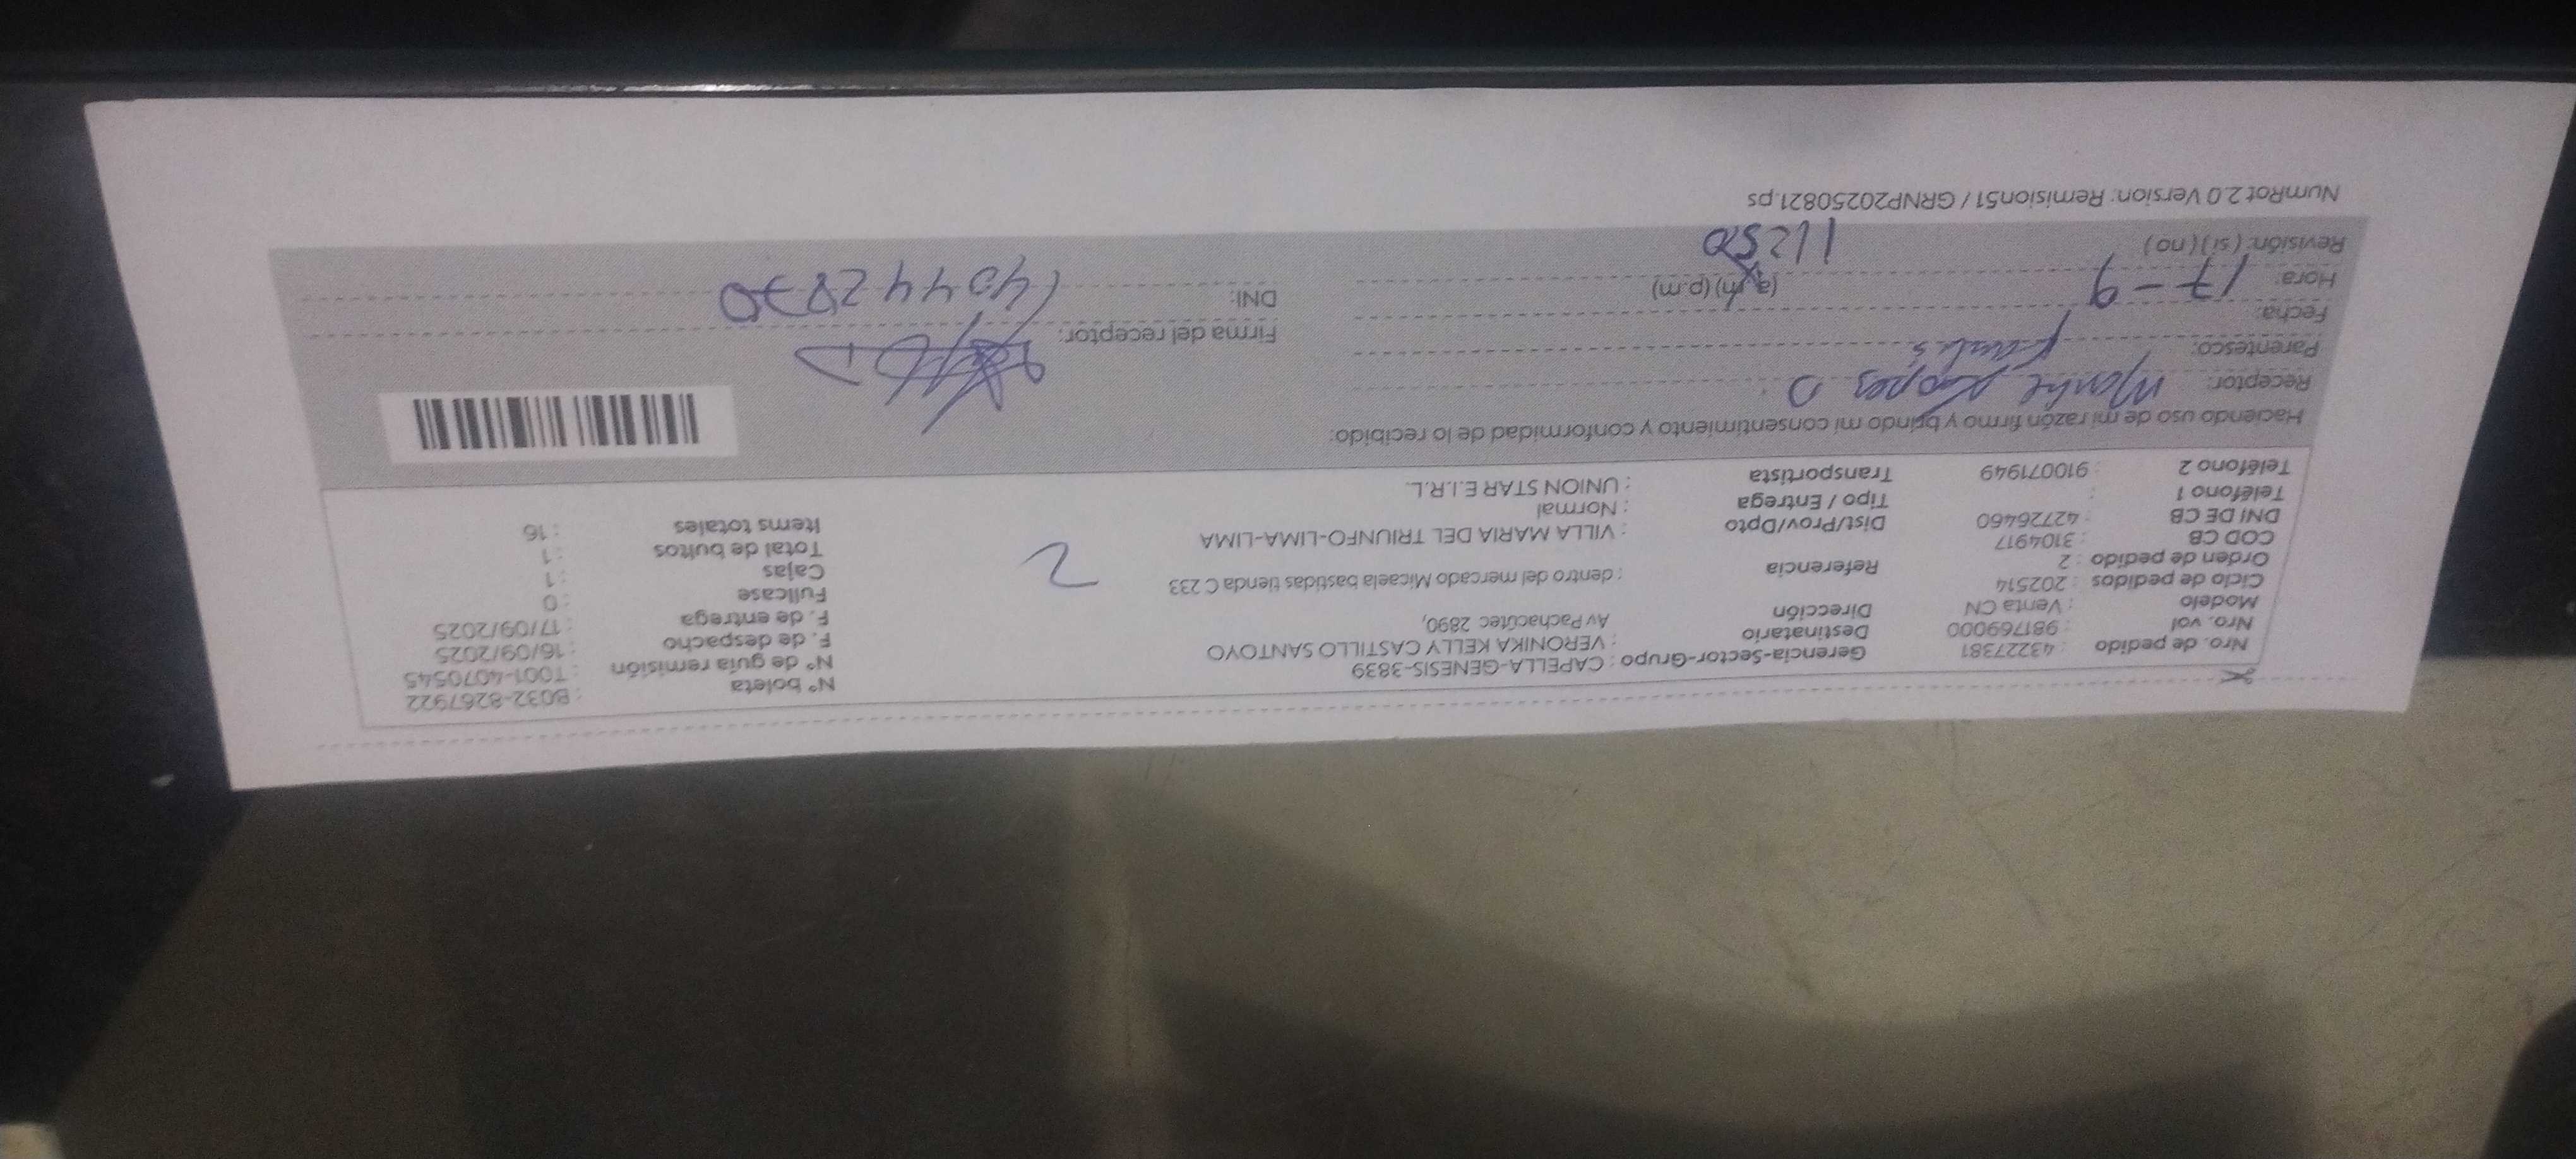 Nro. de pedido : 43227381 Gerencia-Sector-Grupo : CAPELLA-GENESIS-3839 N° boleta : B032-8267922
Nro. vol : 981769000 Destinatario : VERONIKA KELLY CASTILLO SANTOYO N° de guía remisión : T001-4070545
Modelo : Venta CN Dirección Av Pachacútec 2890, F. de despacho : 16/09/2025
Ciclo de pedidos : 202514 F. de entrega : 17/09/2025
Orden de pedido : 2 Referencia : dentro del mercado Micaela bastidas tienda C 233 Fullcase : 0
COD CB : 3104917 Cajas : 1
DNI DE CB : 42726460 Dist/Prov/Dpto : VILLA MARIA DEL TRIUNFO-LIMA-LIMA Total de bultos : 1
Teléfono 1 : Tipo / Entrega : Normal Items totales : 16
Teléfono 2 : 910071949 Transportista : UNION STAR E.I.R.L.
2
Haciendo uso de mi razón firmo y brindo mi consentimiento y conformidad de lo recibido:
Receptor:
Parentesco:
Fecha: 17-9 Firma del receptor:
Hora: 11250 (a.m) (p.m) DNI:
Revisión: ( si ) ( no )
NumRot 2.0 Version: Remision51 / GRNP20250821.ps